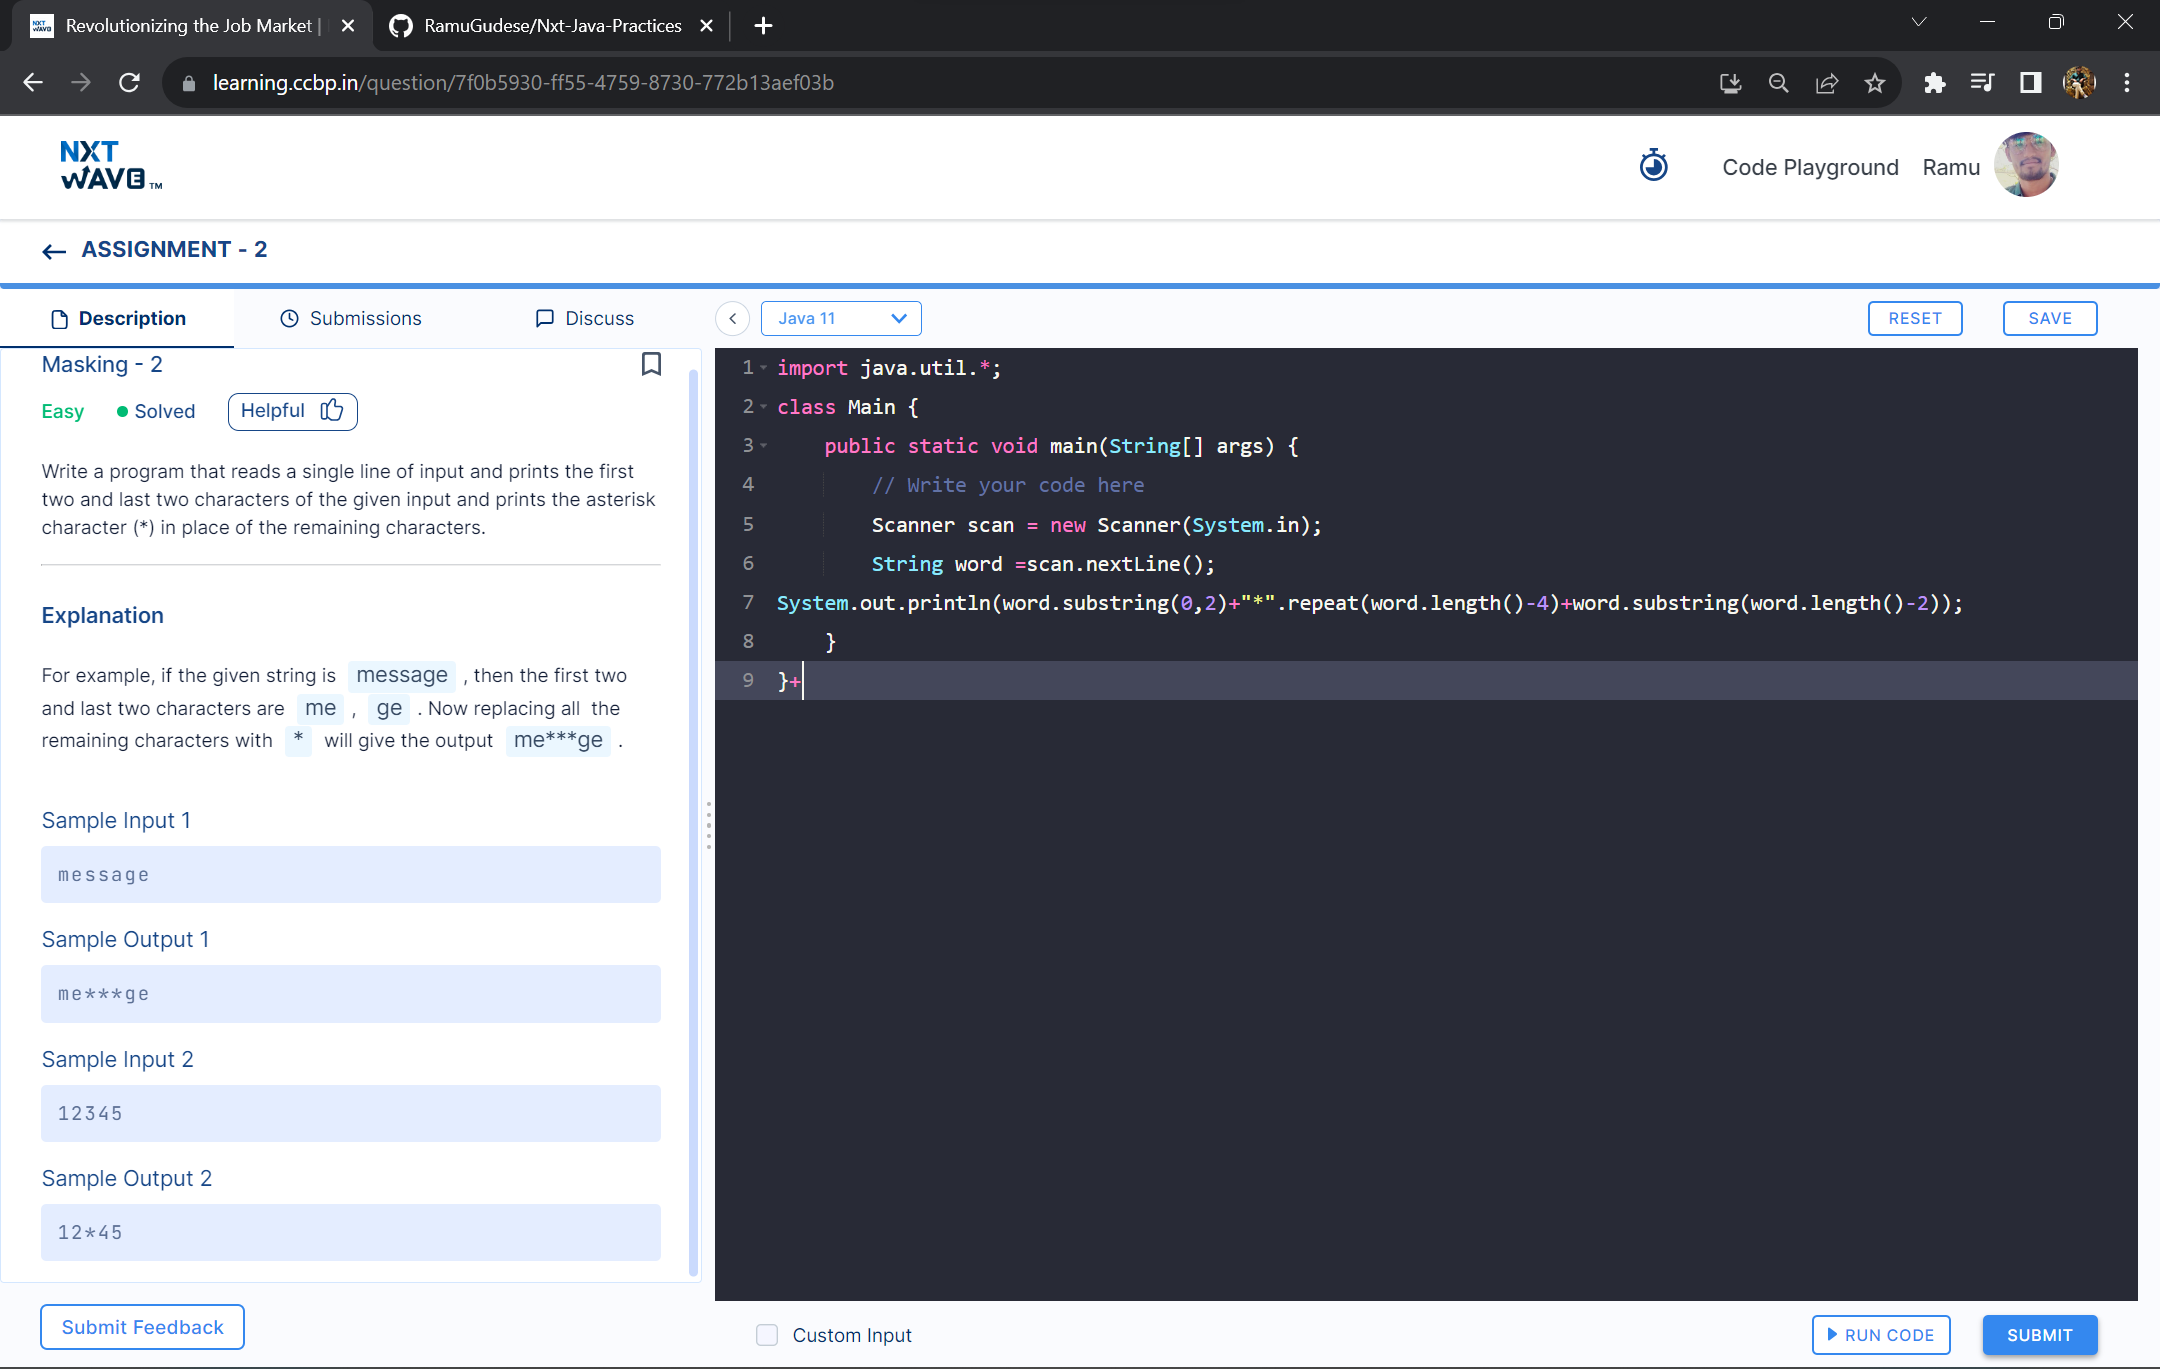 Revolutionizing the Job Market |
RamuGudese/Nxt-Java-Practices
learning.ccbp.in/question/7f0b5930-ff55-4759-8730-772b13aef03b
NXT
WAVE TM
Code Playground
Ramu
ASSIGNMENT - 2
Description
Submissions
Discuss
Java 11
RESET
SAVE
Masking - 2
Easy
Solved
Helpful
Write a program that reads a single line of input and prints the first
two and last two characters of the given input and prints the asterisk
character (*) in place of the remaining characters.
Explanation
For example, if the given string is message , then the first two
and last two characters are me , ge . Now replacing all the
remaining characters with * will give the output me***ge .
Sample Input 1
message
Sample Output 1
me***ge
Sample Input 2
12345
Sample Output 2
12*45
Submit Feedback
1 import java.util.*;
2 class Main {
3 public static void main(String[] args) {
4 // Write your code here
5 Scanner scan = new Scanner(System.in);
6 String word =scan.nextLine();
7 System.out.println(word.substring(0,2)+"*".repeat(word.length()-4)+word.substring(word.length()-2));
8 }
9 }+
Custom Input
RUN CODE
SUBMIT